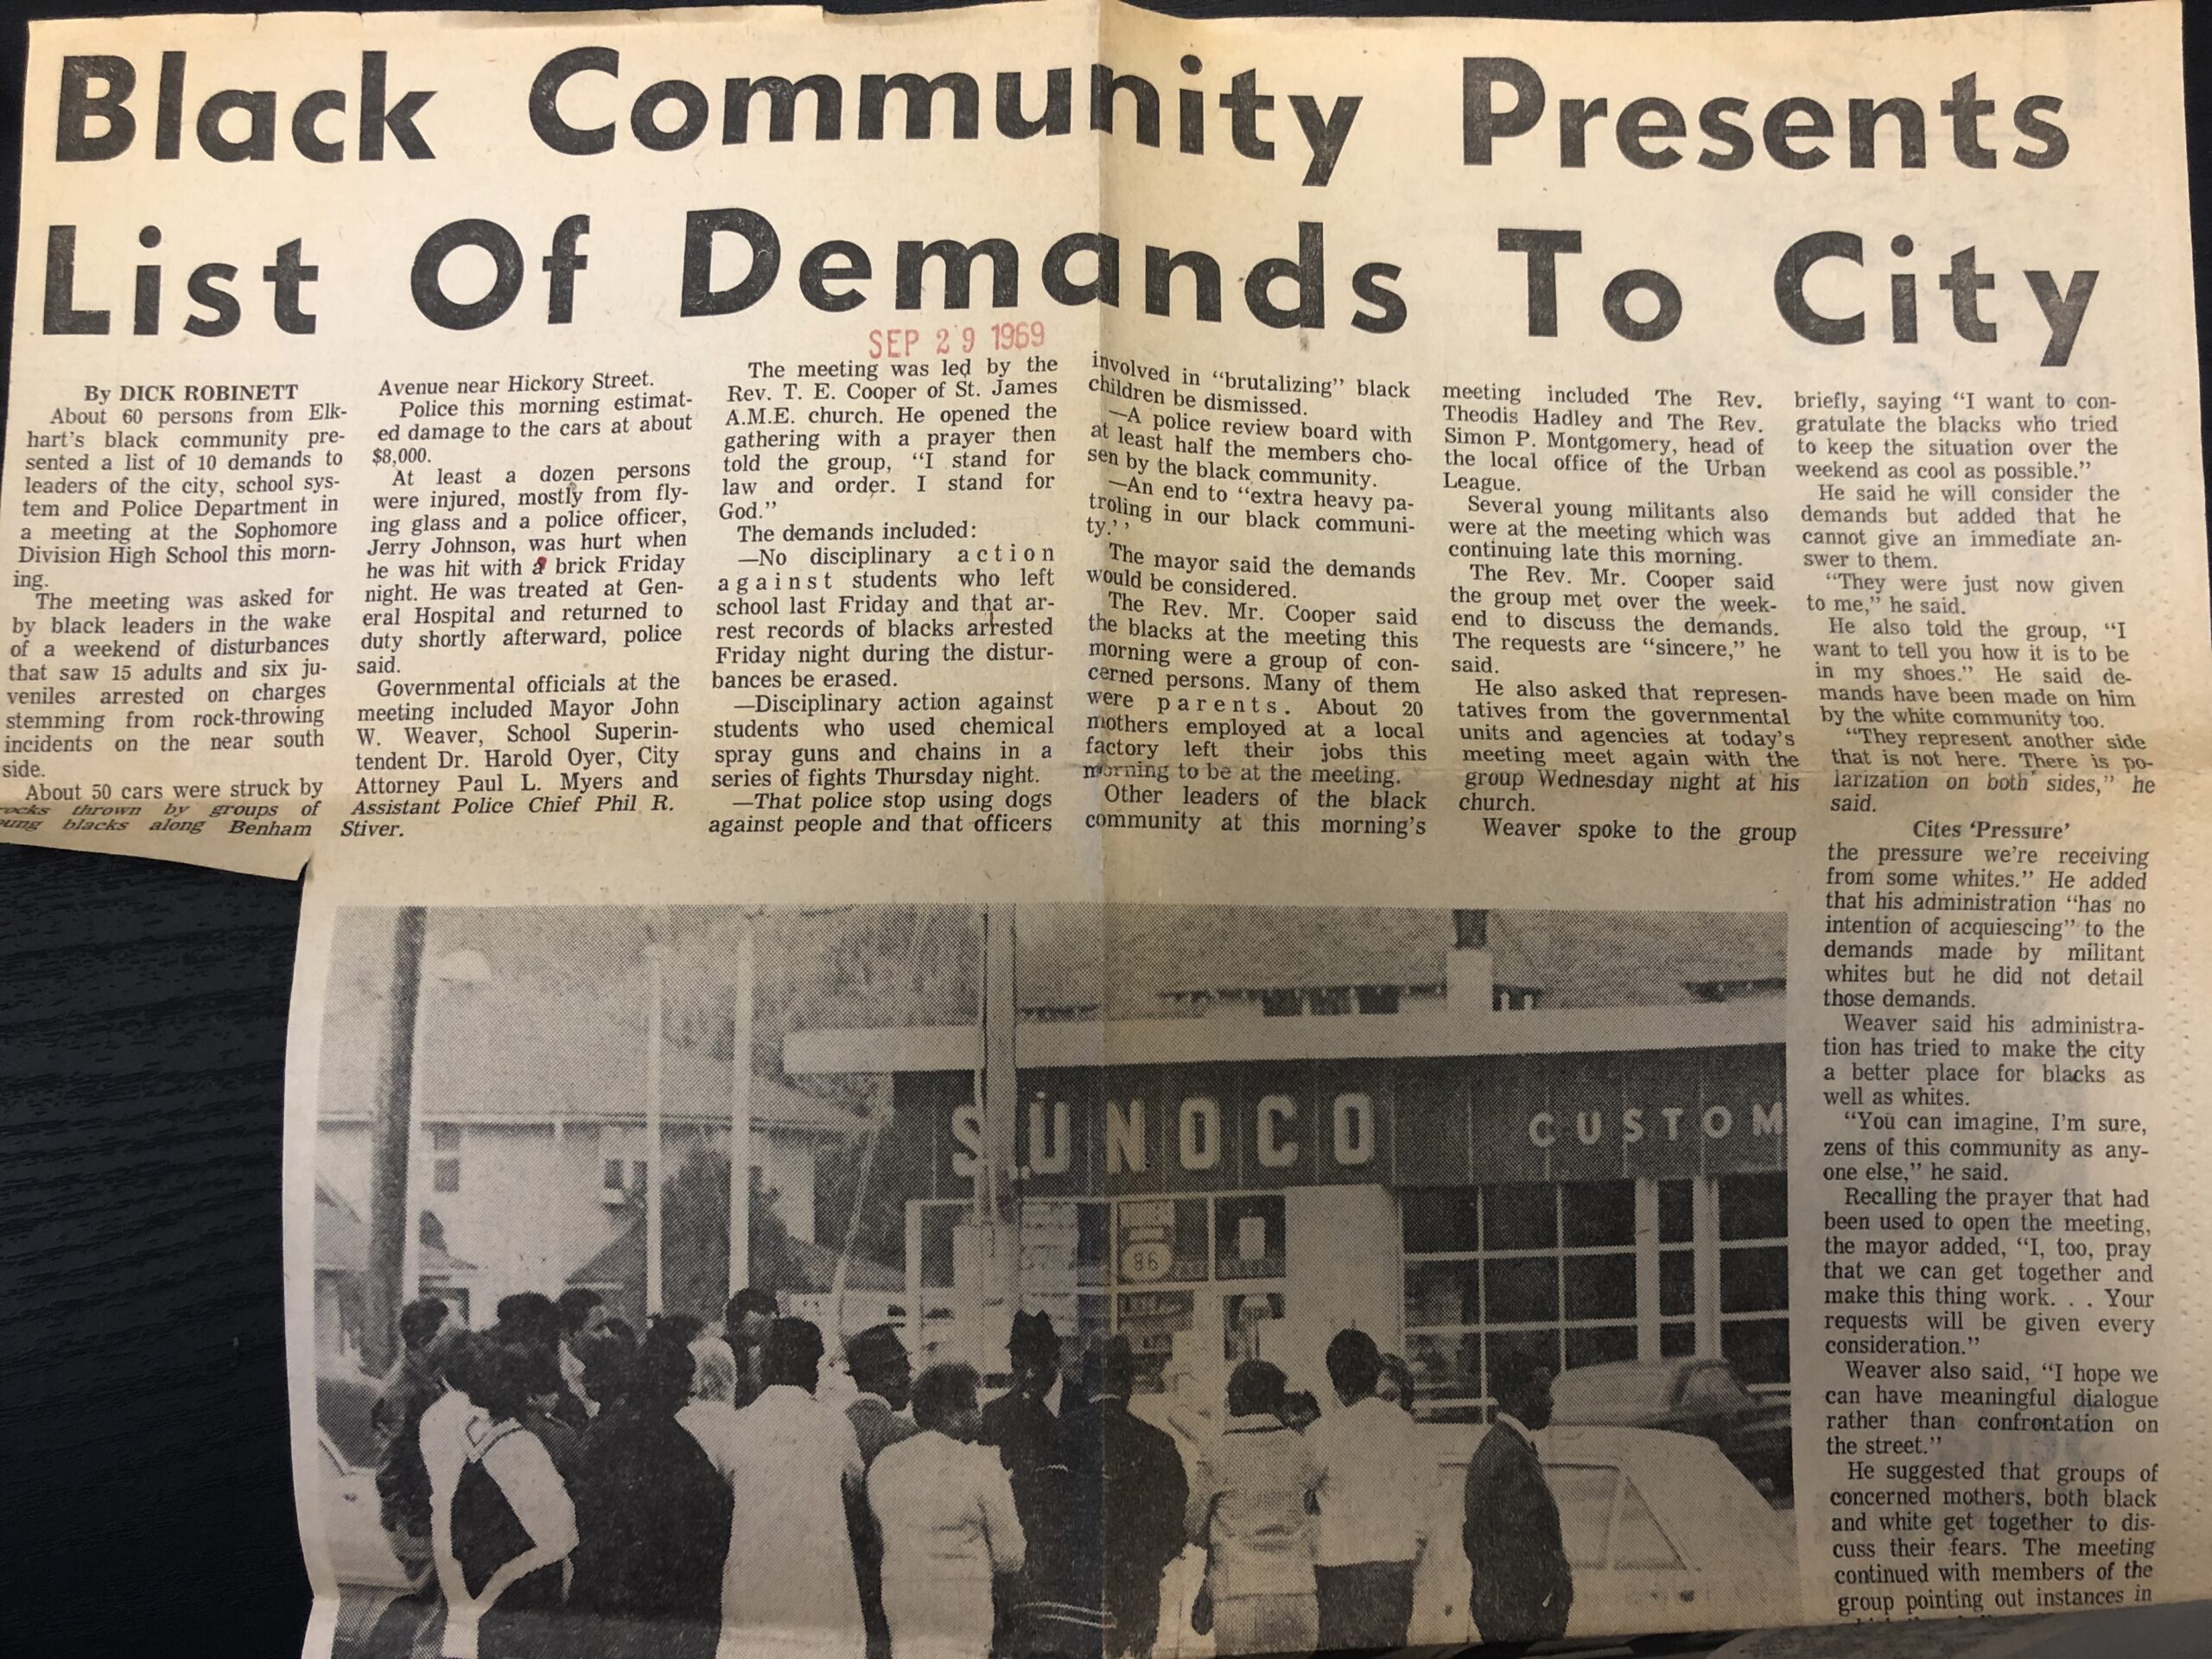 Black Community Presents
List Of Demands To City
SEP 29 1969
By DICK ROBINETT
About 60 persons from Elk-
hart's black community pre-
sented a list of 10 demands to
leaders of the city, school sys-
tem and Police Department in
a meeting at the Sophomore
Division High School this morn-
ing.
The meeting was asked for
by black leaders in the wake
of a weekend of disturbances
that saw 15 adults and six ju-
veniles arrested on charges
stemming from rock-throwing
incidents on the near south
side.
About 50 cars were struck by
rocks thrown by groups of
young blacks along Benham
Avenue near Hickory Street.
Police this morning estimat-
ed damage to the cars at about
$8,000.
At least a dozen persons
were injured, mostly from fly-
ing glass and a police officer,
Jerry Johnson, was hurt when
he was hit with a brick Friday
night. He was treated at Gen-
eral Hospital and returned to
duty shortly afterward, police
said.
Governmental officials at the
meeting included Mayor John
W. Weaver, School Superin-
tendent Dr. Harold Oyer, City
Attorney Paul L. Myers and
Assistant Police Chief Phil R.
Stiver.
The meeting was led by the
Rev. T. E. Cooper of St. James
A.M.E. church. He opened the
gathering with a prayer then
told the group, "I stand for
law and order. I stand for
God."
The demands included:
—No disciplinary action
against students who left
school last Friday and that ar-
rest records of blacks arrested
Friday night during the distur-
bances be erased.
—Disciplinary action against
students who used chemical
spray guns and chains in a
series of fights Thursday night.
—That police stop using dogs
against people and that officers
involved in "brutalizing" black
children be dismissed.
—A police review board with
at least half the members cho-
sen by the black community.
—An end to "extra heavy pa-
troling in our black communi-
ty.''
The mayor said the demands
would be considered.
The Rev. Mr. Cooper said
the blacks at the meeting this
morning were a group of con-
cerned persons. Many of them
were parents. About 20
mothers employed at a local
factory left their jobs this
morning to be at the meeting.
Other leaders of the black
community at this morning's
meeting included The Rev.
Theodis Hadley and The Rev.
Simon P. Montgomery, head of
the local office of the Urban
League.
Several young militants also
were at the meeting which was
continuing late this morning.
The Rev. Mr. Cooper said
the group met over the week-
end to discuss the demands.
The requests are "sincere," he
said.
He also asked that represen-
tatives from the governmental
units and agencies at today's
meeting meet again with the
group Wednesday night at his
church.
Weaver spoke to the group
briefly, saying "I want to con-
gratulate the blacks who tried
to keep the situation over the
weekend as cool as possible."
He said he will consider the
demands but added that he
cannot give an immediate an-
swer to them.
"They were just now given
to me," he said.
He also told the group, "I
want to tell you how it is to be
in my shoes." He said de-
mands have been made on him
by the white community too.
"They represent another side
that is not here. There is po-
larization on both sides," he
said.
Cites 'Pressure'
the pressure we're receiving
from some whites." He added
that his administration "has no
intention of acquiescing" to the
demands made by militant
whites but he did not detail
those demands.
Weaver said his administra-
tion has tried to make the city
a better place for blacks as
well as whites.
"You can imagine, I'm sure,
zens of this community as any-
one else," he said.
Recalling the prayer that had
been used to open the meeting,
the mayor added, "I, too, pray
that we can get together and
make this thing work. . . Your
requests will be given every
consideration."
Weaver also said, "I hope we
can have meaningful dialogue
rather than confrontation on
the street."
He suggested that groups of
concerned mothers, both black
and white get together to dis-
cuss their fears. The meeting
continued with members of the
group pointing out instances in
SUNOCO
CUSTOM
86